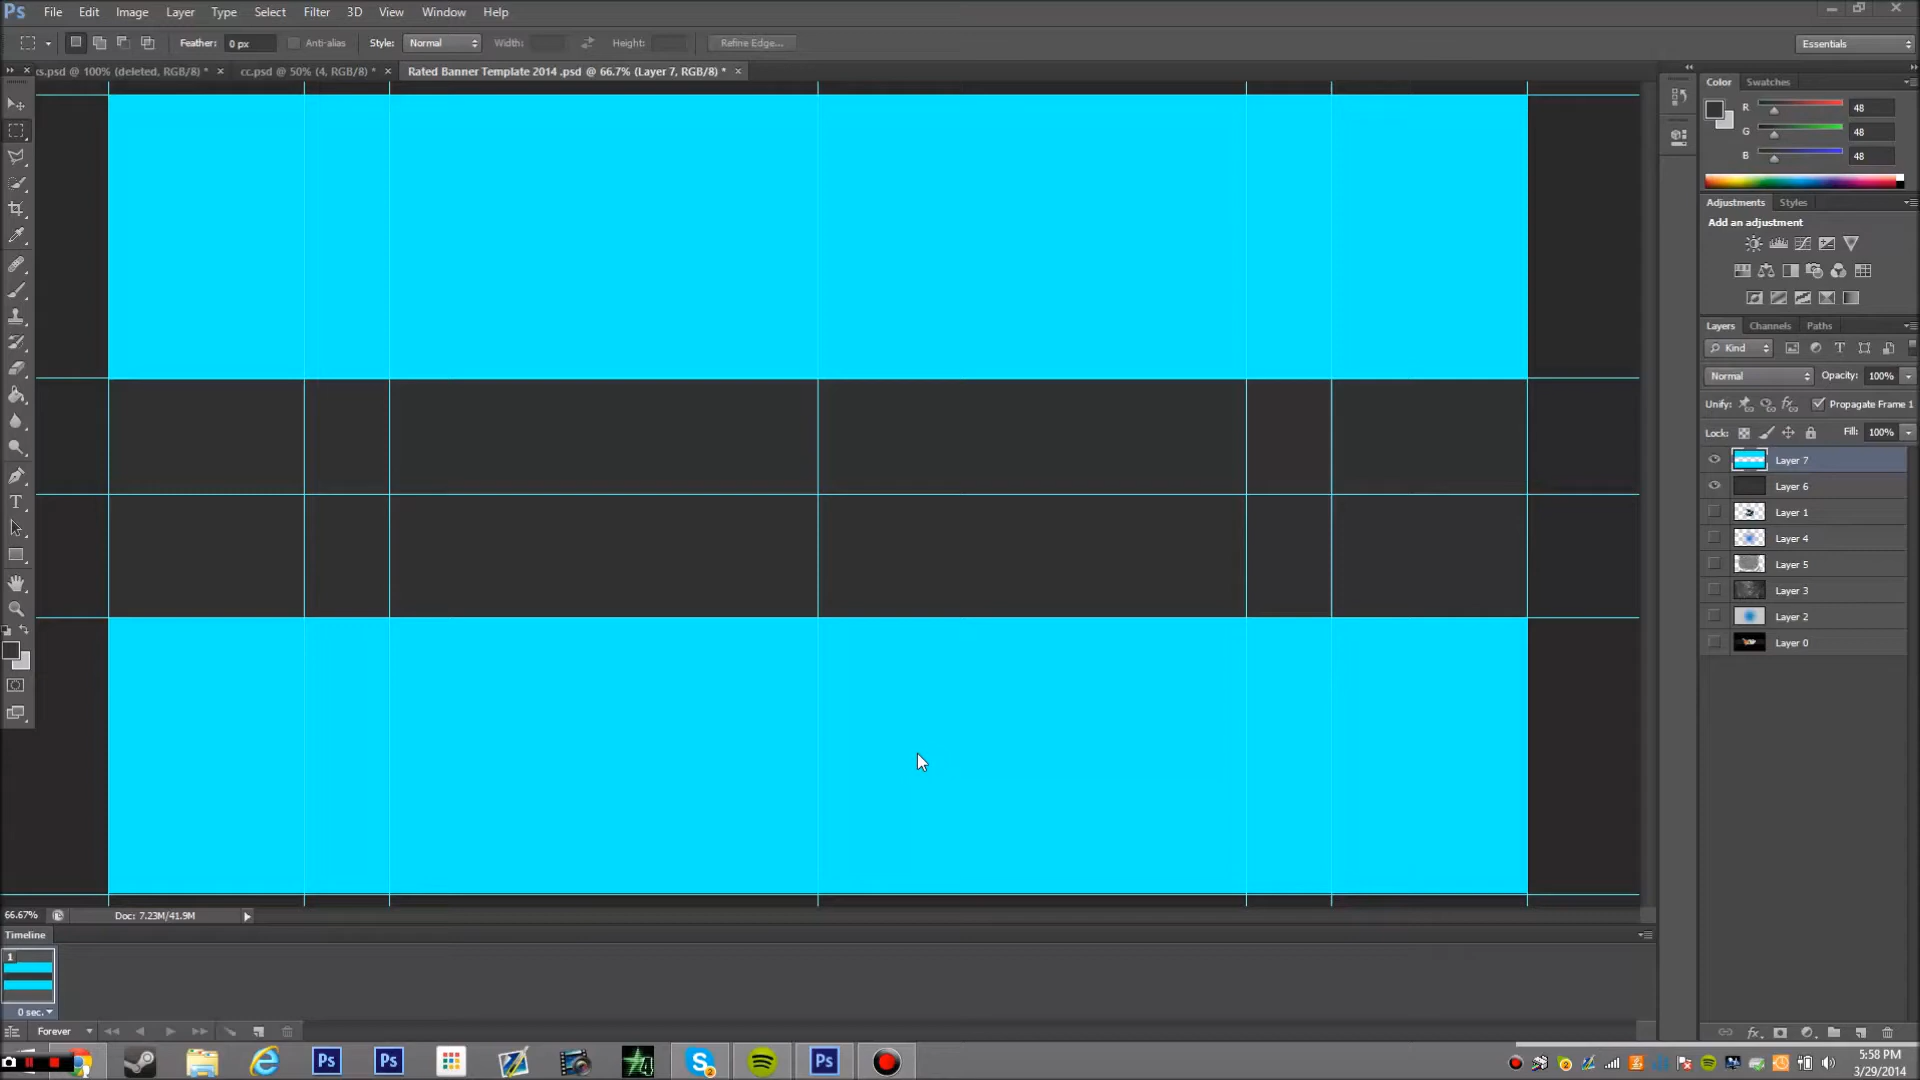 Ps File Edit Image Layer Type Select Filter 3D View Window Help
Feather: 0 px Anti-alias Style: Normal Width: Height: Refine Edge... Essentials
cs.psd @ 100% (deleted, RGB/8) * × cc.psd @ 50% (4, RGB/8) * × Rated Banner Template 2014 .psd @ 66.7% (Layer 7, RGB/8) * ×
Color Swatches
R 48
G 48
B 48
Adjustments Styles
Add an adjustment
Layers Channels Paths
Kind
Normal Opacity: 100%
Unify: Propagate Frame 1
Lock: Fill: 100%
Layer 7
Layer 6
Layer 1
Layer 4
Layer 5
Layer 3
Layer 2
Layer 0
66.67% Doc: 7.23M/41.9M
Timeline
1
0 sec.
Forever
Ps Ps Ps
5:58 PM
3/29/2014